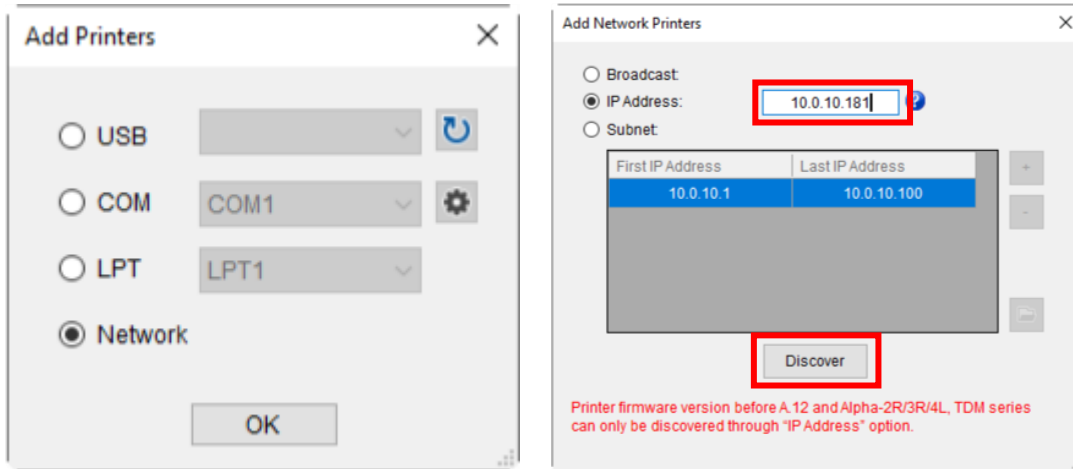 Add Printers
USB
COM
COM1
LPT
LPT1
Network
OK
Add Network Printers
Broadcast:
IP Address:
10.0.10.181
?
Subnet:
First IP Address
Last IP Address
10.0.10.1
10.0.10.100
+
-
Discover
Printer firmware version before A.12 and Alpha-2R/3R/4L, TDM series
can only be discovered through "IP Address" option.